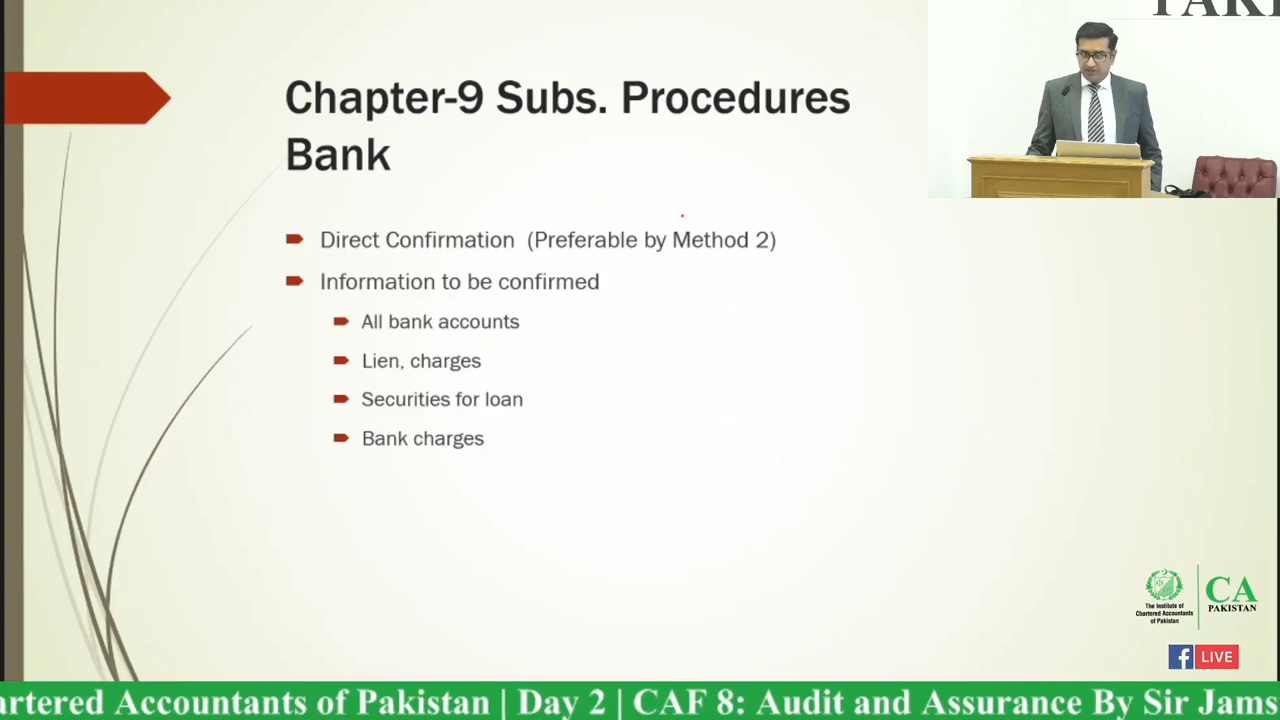 Chapter-9 Subs. Procedures
Bank
Direct Confirmation (Preferable by Method 2)
Information to be confirmed
All bank accounts
Lien, charges
Securities for loan
Bank charges
The Institute of
Chartered Accountants
of Pakistan
CA
PAKISTAN
LIVE
artered Accountants of Pakistan | Day 2 | CAF 8: Audit and Assurance By Sir Jams